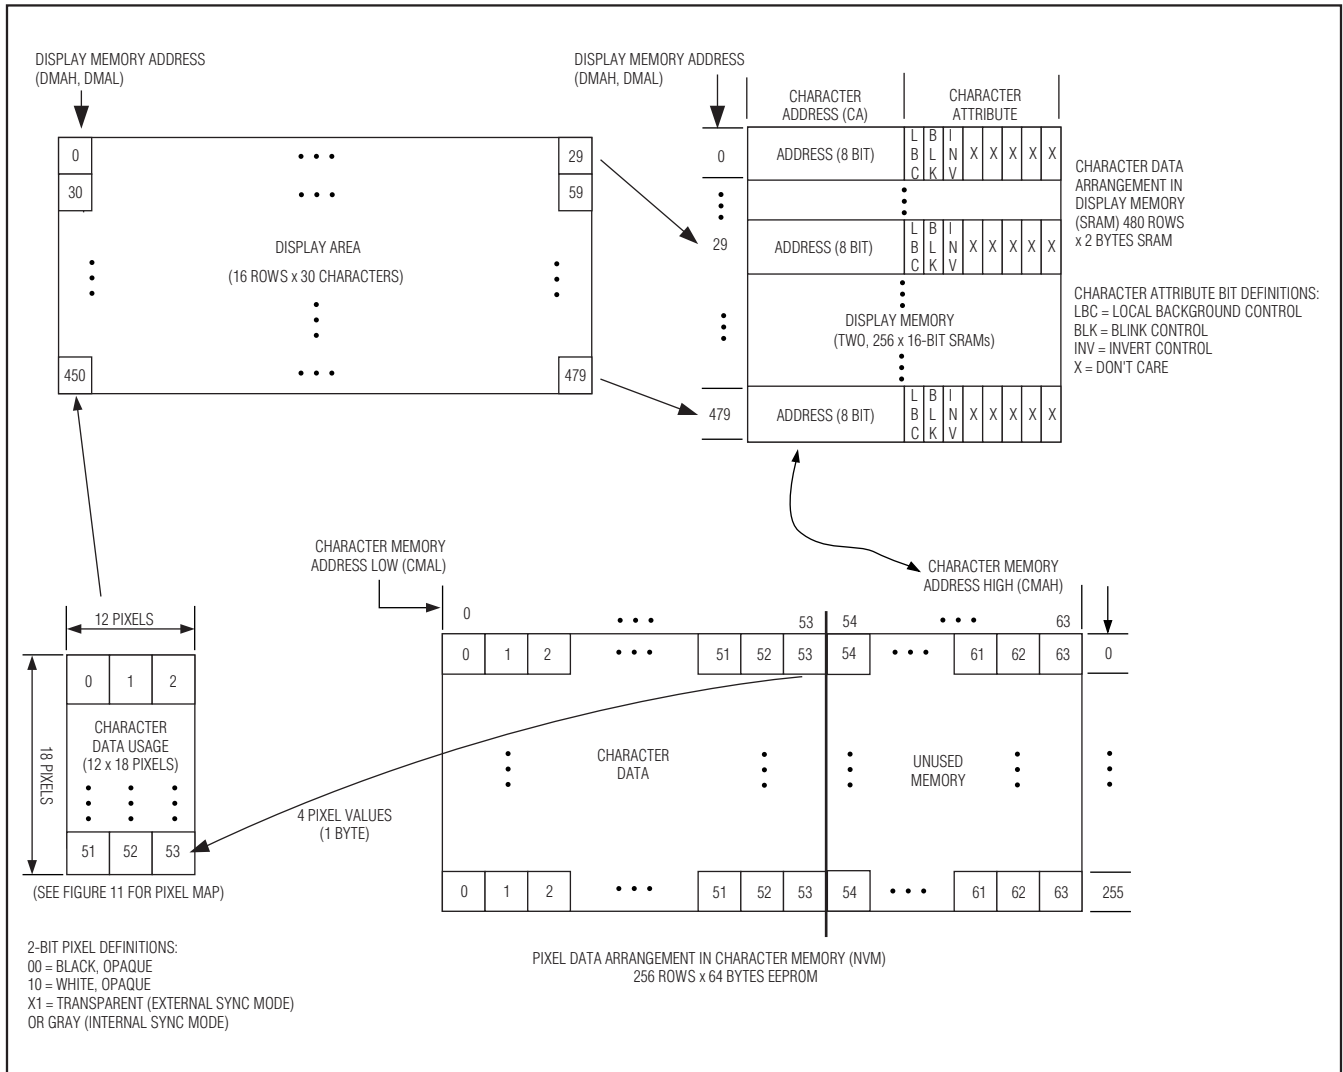 DISPLAY MEMORY ADDRESS
(DMAH, DMAL)
0
29
30
59
DISPLAY AREA
(16 ROWS x 30 CHARACTERS)
450
479
DISPLAY MEMORY ADDRESS
(DMAH, DMAL)
CHARACTER
ADDRESS (CA)
CHARACTER
ATTRIBUTE
0
ADDRESS (8 BIT)
LBC
BLK
INV
X X X X X
29
ADDRESS (8 BIT)
LBC
BLK
INV
X X X X X
DISPLAY MEMORY
(TWO, 256 x 16-BIT SRAMs)
479
ADDRESS (8 BIT)
LBC
BLK
INV
X X X X X
CHARACTER DATA
ARRANGEMENT IN
DISPLAY MEMORY
(SRAM) 480 ROWS
x 2 BYTES SRAM
CHARACTER ATTRIBUTE BIT DEFINITIONS:
LBC = LOCAL BACKGROUND CONTROL
BLK = BLINK CONTROL
INV = INVERT CONTROL
X = DON'T CARE
CHARACTER MEMORY
ADDRESS LOW (CMAL)
CHARACTER MEMORY
ADDRESS HIGH (CMAH)
0 53 54 63
0 1 2 51 52 53 54 61 62 63 0
CHARACTER
DATA
UNUSED
MEMORY
0 1 2 51 52 53 54 61 62 63 255
PIXEL DATA ARRANGEMENT IN CHARACTER MEMORY (NVM)
256 ROWS x 64 BYTES EEPROM
12 PIXELS
18 PIXELS
0 1 2
CHARACTER
DATA USAGE
(12 x 18 PIXELS)
51 52 53
4 PIXEL VALUES
(1 BYTE)
(SEE FIGURE 11 FOR PIXEL MAP)
2-BIT PIXEL DEFINITIONS:
00 = BLACK, OPAQUE
10 = WHITE, OPAQUE
X1 = TRANSPARENT (EXTERNAL SYNC MODE)
OR GRAY (INTERNAL SYNC MODE)